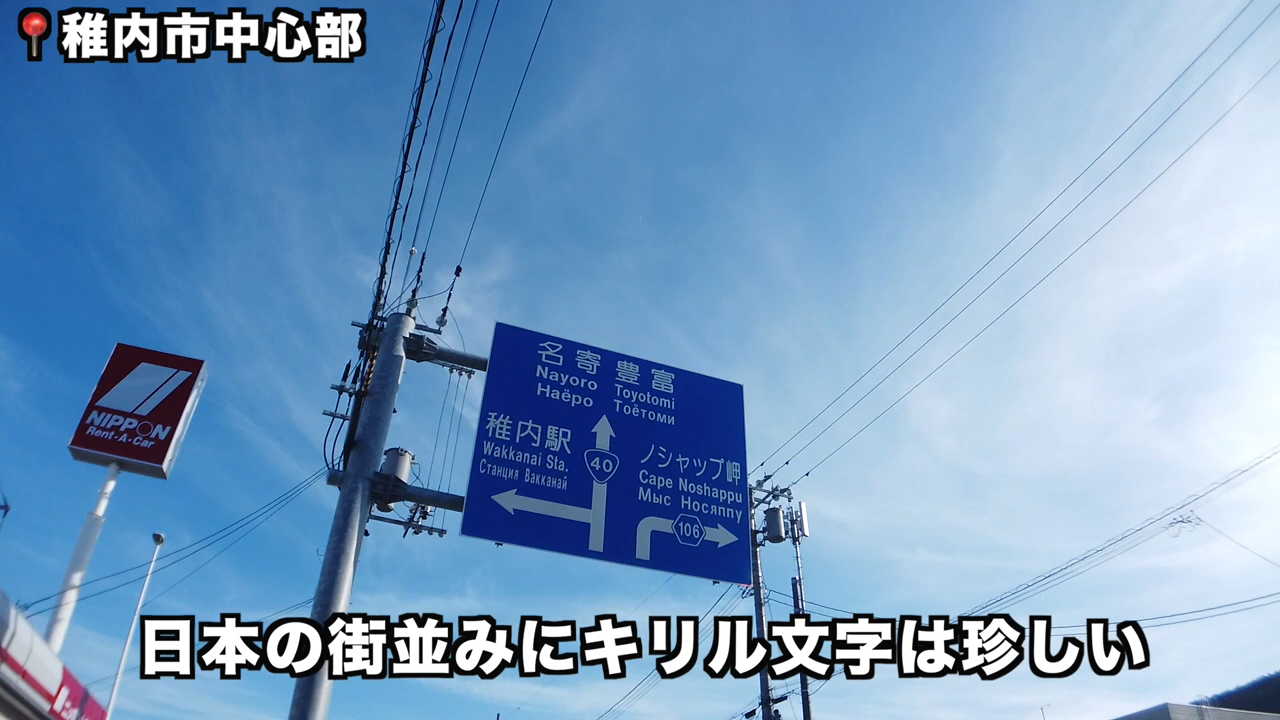 稚内市中心部
NIPPON
Rent-A-Car
名寄 豊富
Nayoro Toyotomi
Наёро Тоётоми
稚内駅
Wakkanai Sta.
Станция Вакканай
40
ノシャップ岬
Cape Noshappu
Мыс Носяппу
106
日本の街並みにキリル文字は珍しい